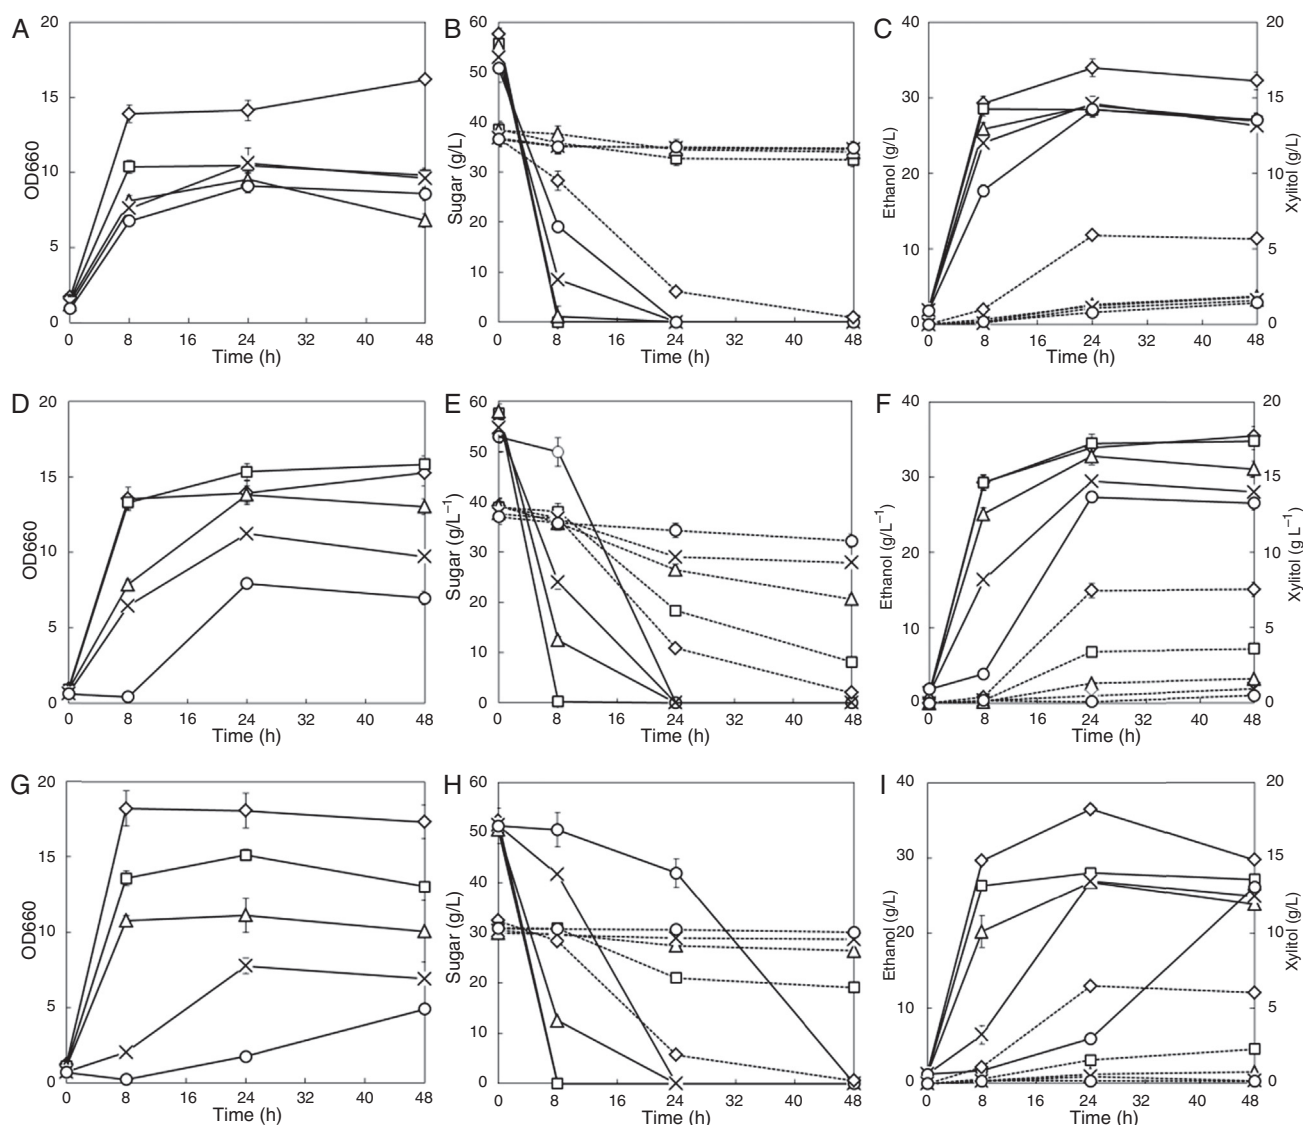 A
20
15
10
5
0
OD660
0 8 16 24 32 40 48
Time (h)
B
60
50
40
30
20
10
0
Sugar (g/L)
0 8 16 24 32 40 48
Time (h)
C
40
30
20
10
0
Ethanol (g/L)
20
15
10
5
0
Xylitol (g/L)
0 8 16 24 32 40 48
Time (h)
D
20
15
10
5
0
OD660
0 8 16 24 32 40 48
Time (h)
E
60
50
40
30
20
10
0
Sugar (g/L⁻¹)
0 8 16 24 32 40 48
Time (h)
F
40
30
20
10
0
Ethanol (g/L⁻¹)
20
15
10
5
0
Xylitol (g L⁻¹)
0 8 16 24 32 40 48
Time (h)
G
20
15
10
5
0
OD660
0 8 16 24 32 40 48
Time (h)
H
60
50
40
30
20
10
0
Sugar (g/L)
0 8 16 24 32 40 48
Time (h)
I
40
30
20
10
0
Ethanol (g/L)
20
15
10
5
0
Xylitol (g/L)
0 8 16 24 32 40 48
Time (h)